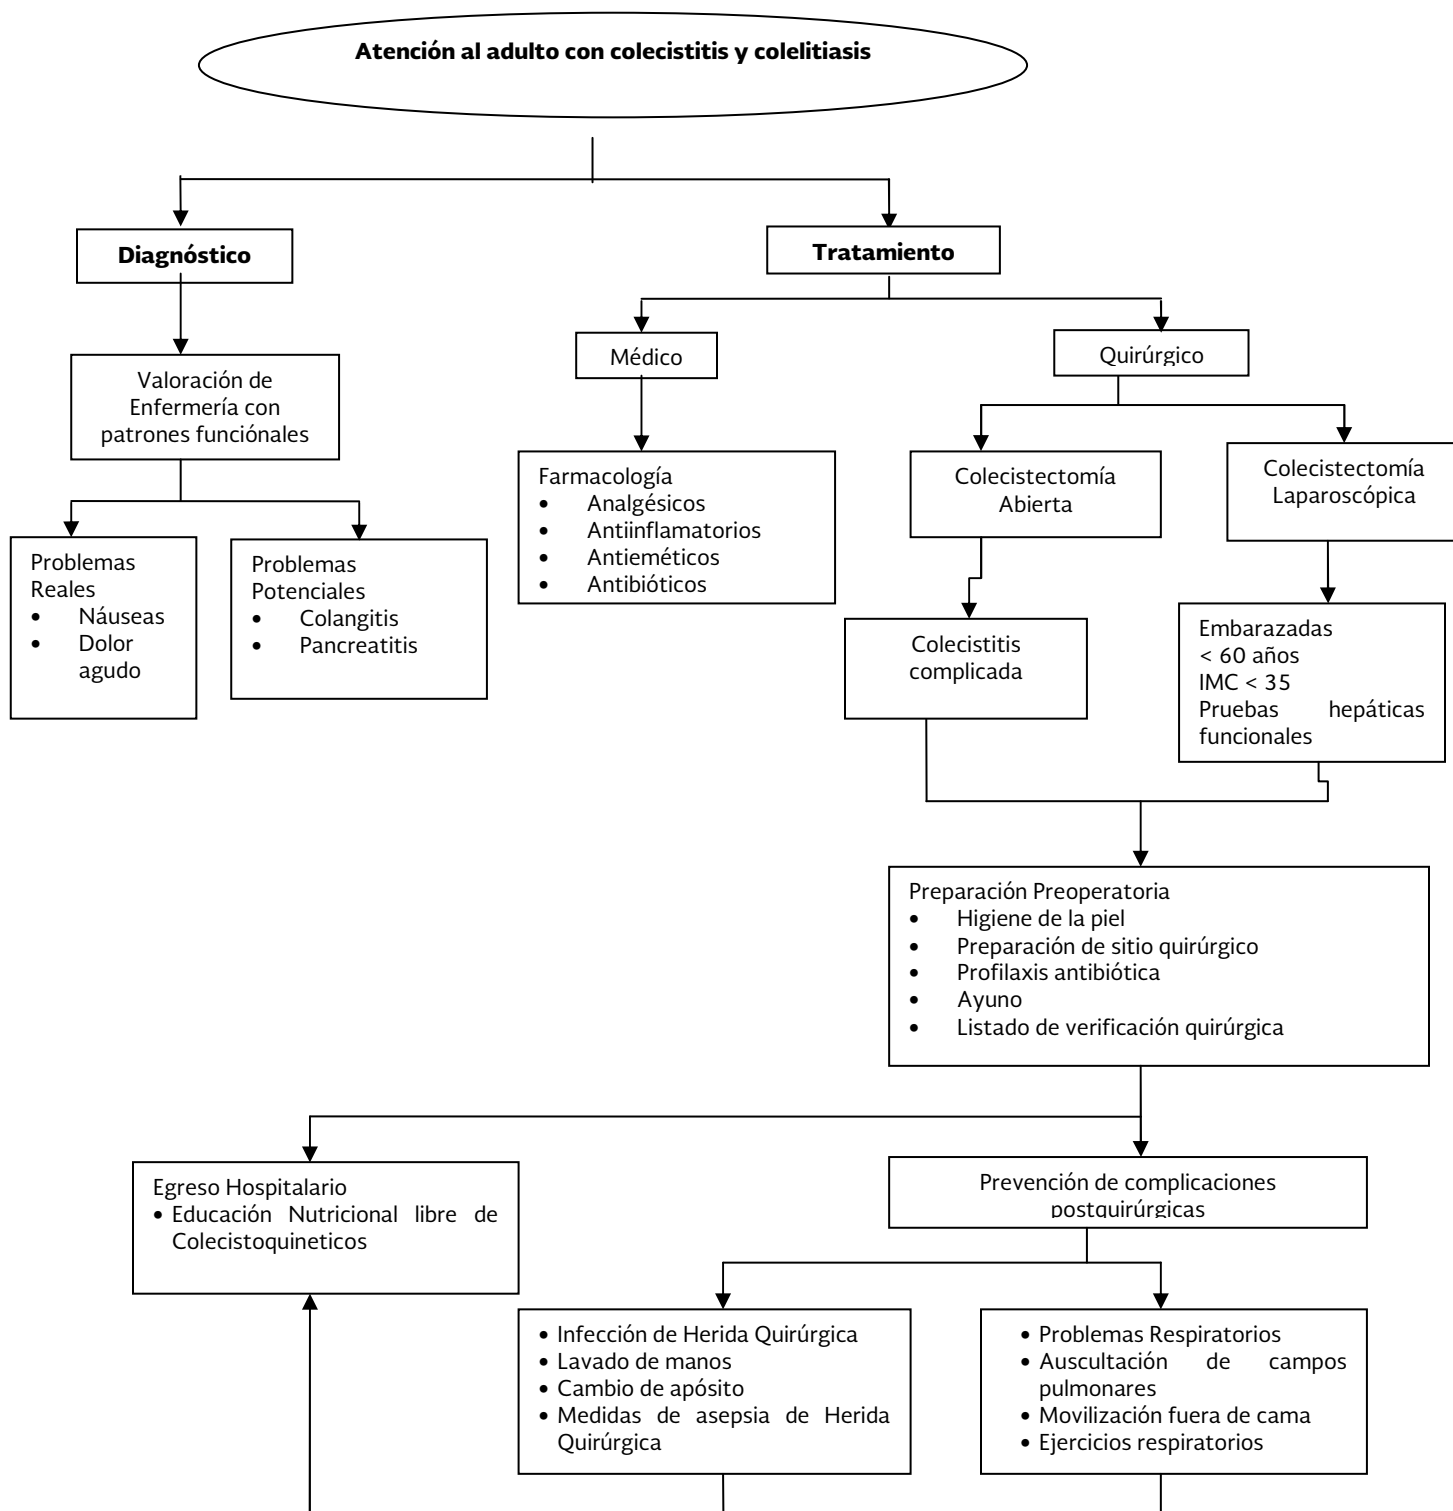 Atención al adulto con colecistitis y colelitiasis
Diagnóstico
Tratamiento
Médico
Quirúrgico
Valoración de
Enfermería con
patrones funciónales
Farmacología
• Analgésicos
• Antiinflamatorios
• Antieméticos
• Antibióticos
Colecistectomía
Abierta
Colecistectomía
Laparoscópica
Problemas
Reales
• Náuseas
• Dolor
agudo
Problemas
Potenciales
• Colangitis
• Pancreatitis
Colecistitis
complicada
Embarazadas
< 60 años
IMC < 35
Pruebas hepáticas
funcionales
Preparación Preoperatoria
• Higiene de la piel
• Preparación de sitio quirúrgico
• Profilaxis antibiótica
• Ayuno
• Listado de verificación quirúrgica
Egreso Hospitalario
• Educación Nutricional libre de
Colecistoquineticos
Prevención de complicaciones
postquirúrgicas
• Infección de Herida Quirúrgica
• Lavado de manos
• Cambio de apósito
• Medidas de asepsia de Herida
Quirúrgica
• Problemas Respiratorios
• Auscultación de campos
pulmonares
• Movilización fuera de cama
• Ejercicios respiratorios